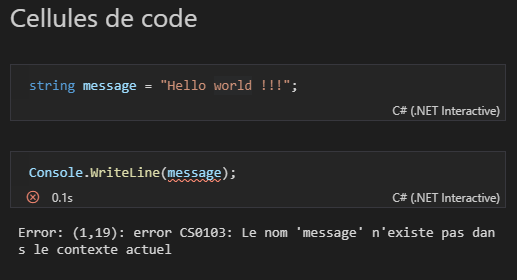 Cellules de code
string message = "Hello world !!!";
C# (.NET Interactive)
Console.WriteLine(message);
0.1s
C# (.NET Interactive)
Error: (1,19): error CS0103: Le nom 'message' n'existe pas dan
s le contexte actuel